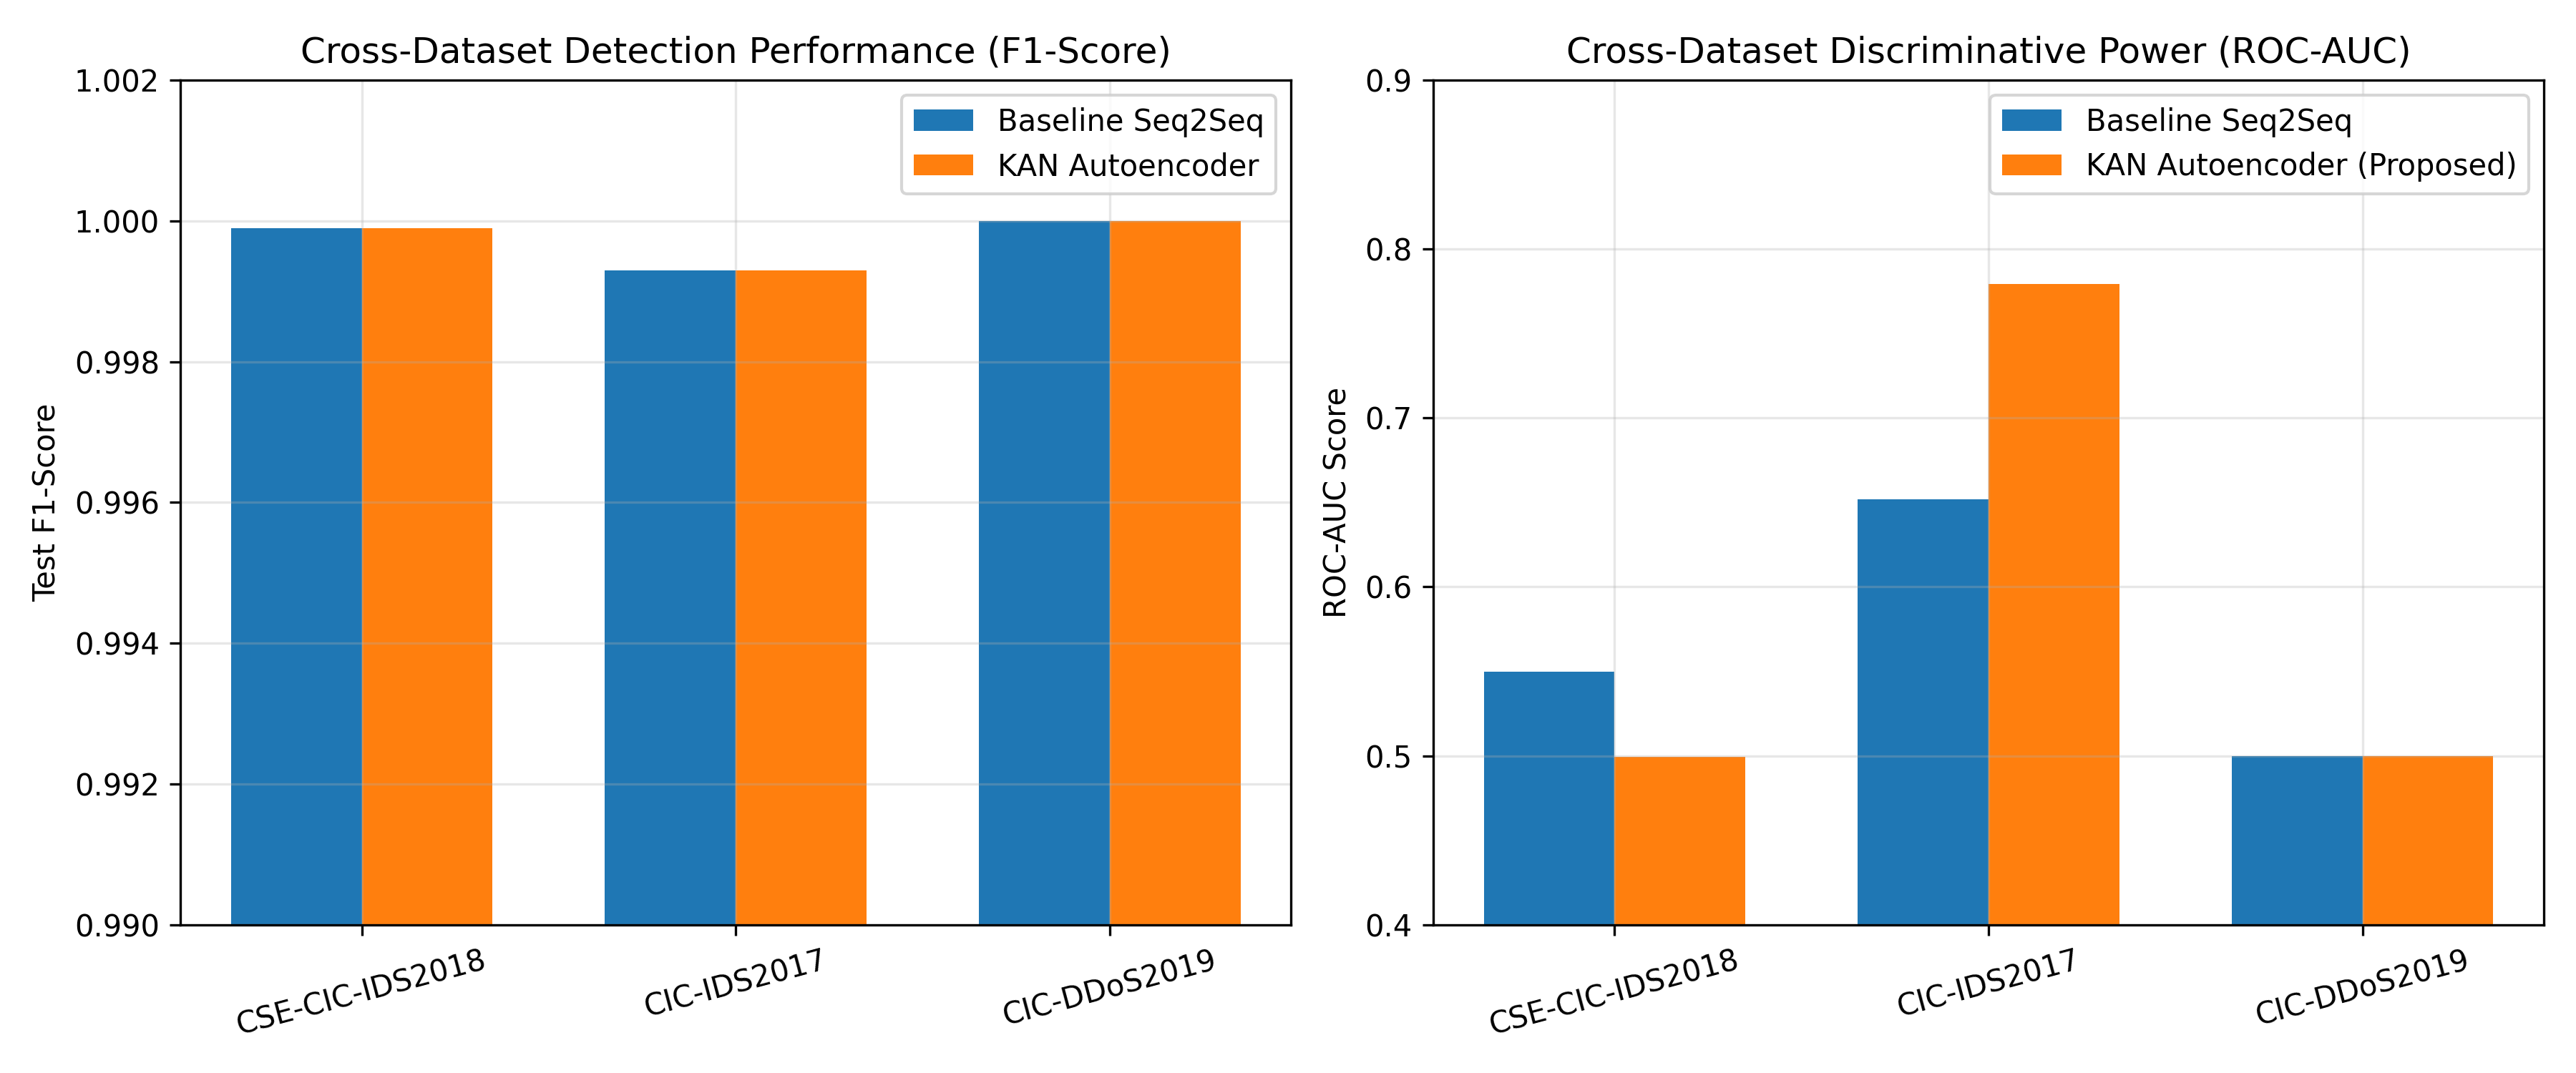 Cross-Dataset Detection Performance (F1-Score)
1.002
1.000
0.998
0.996
0.994
0.992
0.990
Test F1-Score
Baseline Seq2Seq
KAN Autoencoder
CSE-CIC-IDS2018
CIC-IDS2017
CIC-DDoS2019
Cross-Dataset Discriminative Power (ROC-AUC)
0.9
0.8
0.7
0.6
0.5
0.4
ROC-AUC Score
Baseline Seq2Seq
KAN Autoencoder (Proposed)
CSE-CIC-IDS2018
CIC-IDS2017
CIC-DDoS2019